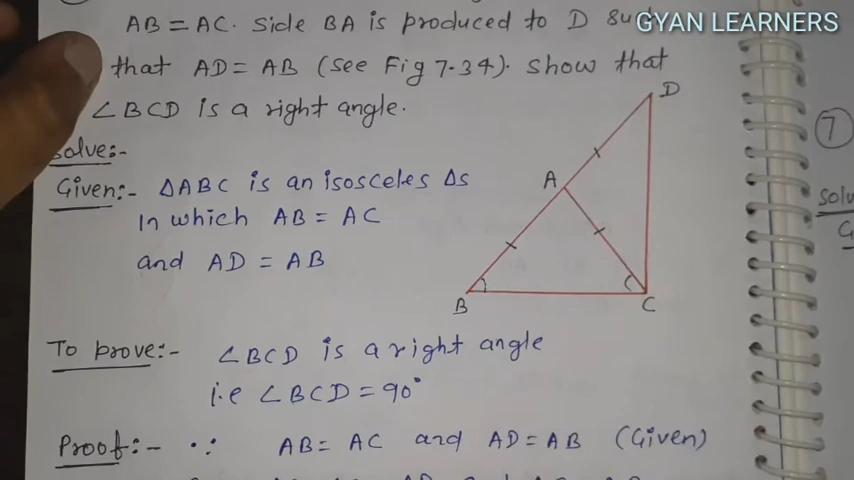 AB = AC. Side BA is produced to D
GYAN LEARNERS
that AD = AB (see Fig 7.34). show that
∠BCD is a right angle.
Solve:-
Given:- ΔABC is an isosceles Δs
in which AB = AC
and AD = AB
D
A
B
C
To prove:- ∠BCD is a right angle
i.e ∠BCD = 90°
Proof:- ∵ AB = AC and AD = AB (Given)
7